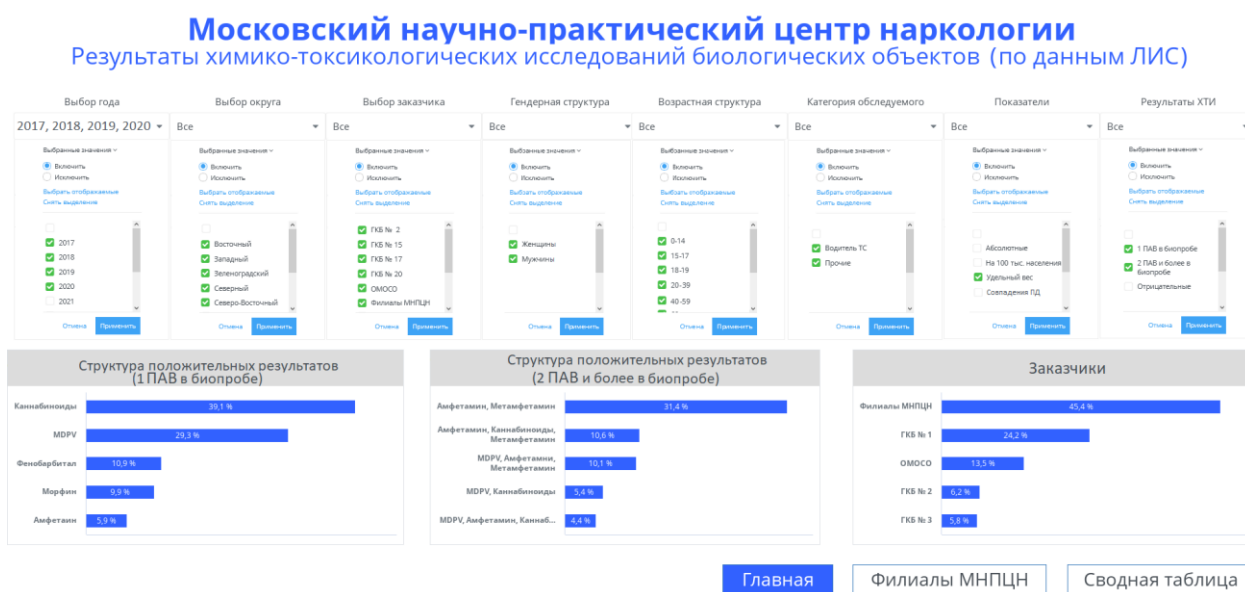 Московский научно-практический центр наркологии
Результаты химико-токсикологических исследований биологических объектов (по данным ЛИС)
Выбор года
Выбор округа
Выбор заказчика
Гендерная структура
Возрастная структура
Категория обследуемого
Показатели
Результаты ХТИ
2017, 2018, 2019, 2020
Все
Все
Все
Все
Все
Все
Все
Выбранные значения
Включить
Исключить
Выбрать отображаемые
Снять выделение
2017
2018
2019
2020
2021
Отмена
Применить
Выбранные значения
Включить
Исключить
Выбрать отображаемые
Снять выделение
Восточный
Западный
Зеленоградский
Северный
Северо-Восточный
Отмена
Применить
Выбранные значения
Включить
Исключить
Выбрать отображаемые
Снять выделение
ГКБ № 2
ГКБ № 15
ГКБ № 17
ГКБ № 20
ОМОСО
Филиалы МНПЦН
Отмена
Применить
Выбранные значения
Включить
Исключить
Выбрать отображаемые
Снять выделение
Женщины
Мужчины
Отмена
Применить
Выбранные значения
Включить
Исключить
Выбрать отображаемые
Снять выделение
0-14
15-17
18-19
20-39
40-59
Отмена
Применить
Выбранные значения
Включить
Исключить
Выбрать отображаемые
Снять выделение
Водитель ТС
Прочие
Отмена
Применить
Выбранные значения
Включить
Исключить
Выбрать отображаемые
Снять выделение
Абсолютные
На 100 тыс. населения
Удельный вес
Совпадения ПД
Отмена
Применить
Выбранные значения
Включить
Исключить
Выбрать отображаемые
Снять выделение
1 ПАВ в биопробе
2 ПАВ и более в
биопробе
Отрицательные
Отмена
Применить
Структура положительных результатов
(1 ПАВ в биопробе)
Каннабиноиды
39,1 %
MDPV
29,3 %
Фенобарбитал
10,9 %
Морфин
9,9 %
Амфетаин
5,9 %
Структура положительных результатов
(2 ПАВ и более в биопробе)
Амфетамин, Метамфетамин
31,4 %
Амфетамин, Каннабиноиды,
Метамфетамин
10,6 %
MDPV, Амфетамни,
Метамфетамин
10,1 %
MDPV, Каннабиноиды
5,4 %
MDPV, Амфетамин, Каннаб...
4,4 %
Заказчики
Филиалы МНПЦН
45,4 %
ГКБ № 1
24,2 %
ОМОСО
13,5 %
ГКБ № 2
6,2 %
ГКБ № 3
5,8 %
Главная
Филиалы МНПЦН
Сводная таблица